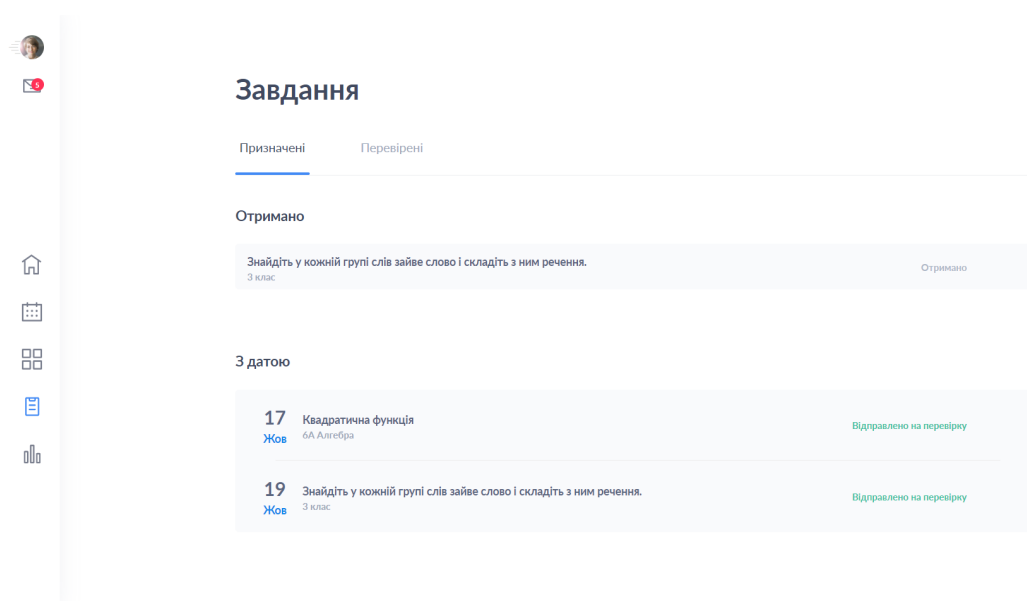 5
Завдання
Призначені Перевірені
Отримано
Знайдіть у кожній групі слів зайве слово і складіть з ним речення.
3 клас
Отримано
З датою
17
Жов
Квадратична функція
6А Алгебра
Відправлено на перевірку
19
Жов
Знайдіть у кожній групі слів зайве слово і складіть з ним речення.
3 клас
Відправлено на перевірку